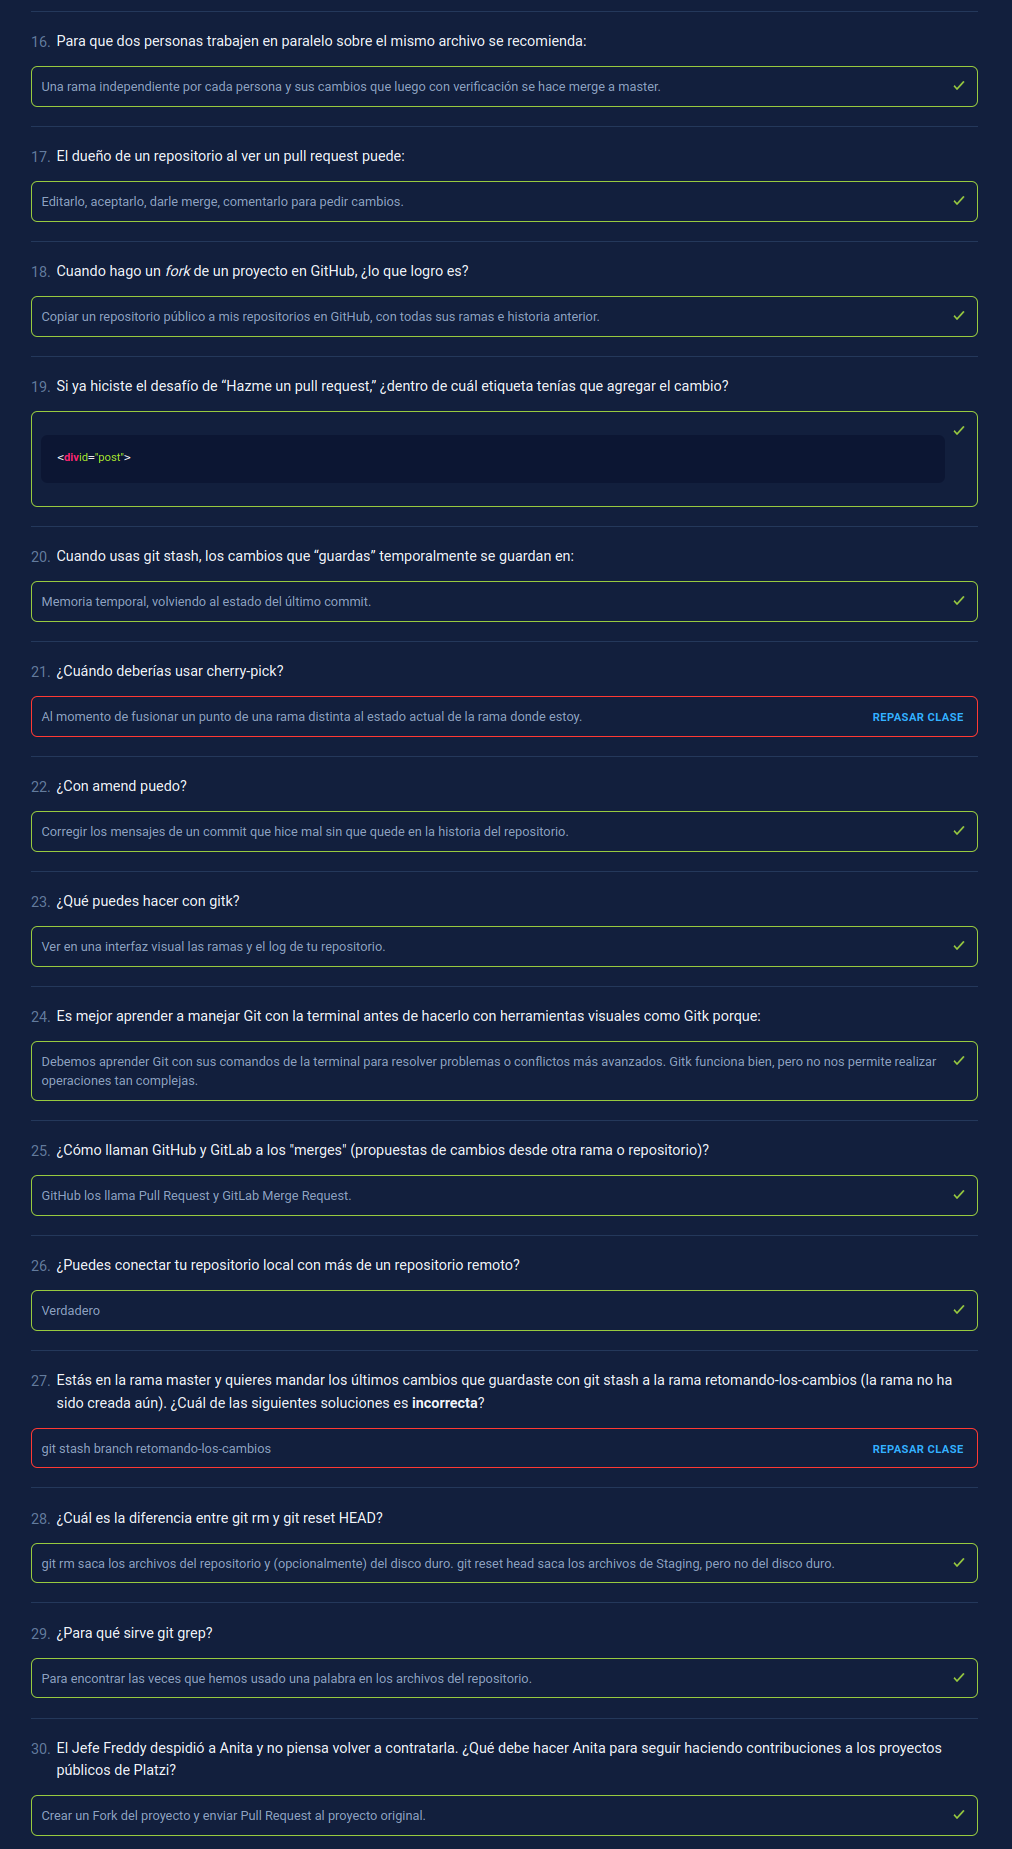 16. Para que dos personas trabajen en paralelo sobre el mismo archivo se recomienda:
Una rama independiente por cada persona y sus cambios que luego con verificación se hace merge a master.
17. El dueño de un repositorio al ver un pull request puede:
Editarlo, aceptarlo, darle merge, comentarlo para pedir cambios.
18. Cuando hago un fork de un proyecto en GitHub, ¿lo que logro es?
Copiar un repositorio público a mis repositorios en GitHub, con todas sus ramas e historia anterior.
19. Si ya hiciste el desafío de “Hazme un pull request,” ¿dentro de cuál etiqueta tenías que agregar el cambio?
<divid="post">
20. Cuando usas git stash, los cambios que “guardas” temporalmente se guardan en:
Memoria temporal, volviendo al estado del último commit.
21. ¿Cuándo deberías usar cherry-pick?
Al momento de fusionar un punto de una rama distinta al estado actual de la rama donde estoy. REPASAR CLASE
22. ¿Con amend puedo?
Corregir los mensajes de un commit que hice mal sin que quede en la historia del repositorio.
23. ¿Qué puedes hacer con gitk?
Ver en una interfaz visual las ramas y el log de tu repositorio.
24. Es mejor aprender a manejar Git con la terminal antes de hacerlo con herramientas visuales como Gitk porque:
Debemos aprender Git con sus comandos de la terminal para resolver problemas o conflictos más avanzados. Gitk funciona bien, pero no nos permite realizar
operaciones tan complejas.
25. ¿Cómo llaman GitHub y GitLab a los "merges" (propuestas de cambios desde otra rama o repositorio)?
GitHub los llama Pull Request y GitLab Merge Request.
26. ¿Puedes conectar tu repositorio local con más de un repositorio remoto?
Verdadero
27. Estás en la rama master y quieres mandar los últimos cambios que guardaste con git stash a la rama retomando-los-cambios (la rama no ha
sido creada aún). ¿Cuál de las siguientes soluciones es incorrecta?
git stash branch retomando-los-cambios REPASAR CLASE
28. ¿Cuál es la diferencia entre git rm y git reset HEAD?
git rm saca los archivos del repositorio y (opcionalmente) del disco duro. git reset head saca los archivos de Staging, pero no del disco duro.
29. ¿Para qué sirve git grep?
Para encontrar las veces que hemos usado una palabra en los archivos del repositorio.
30. El Jefe Freddy despidió a Anita y no piensa volver a contratarla. ¿Qué debe hacer Anita para seguir haciendo contribuciones a los proyectos
públicos de Platzi?
Crear un Fork del proyecto y enviar Pull Request al proyecto original.